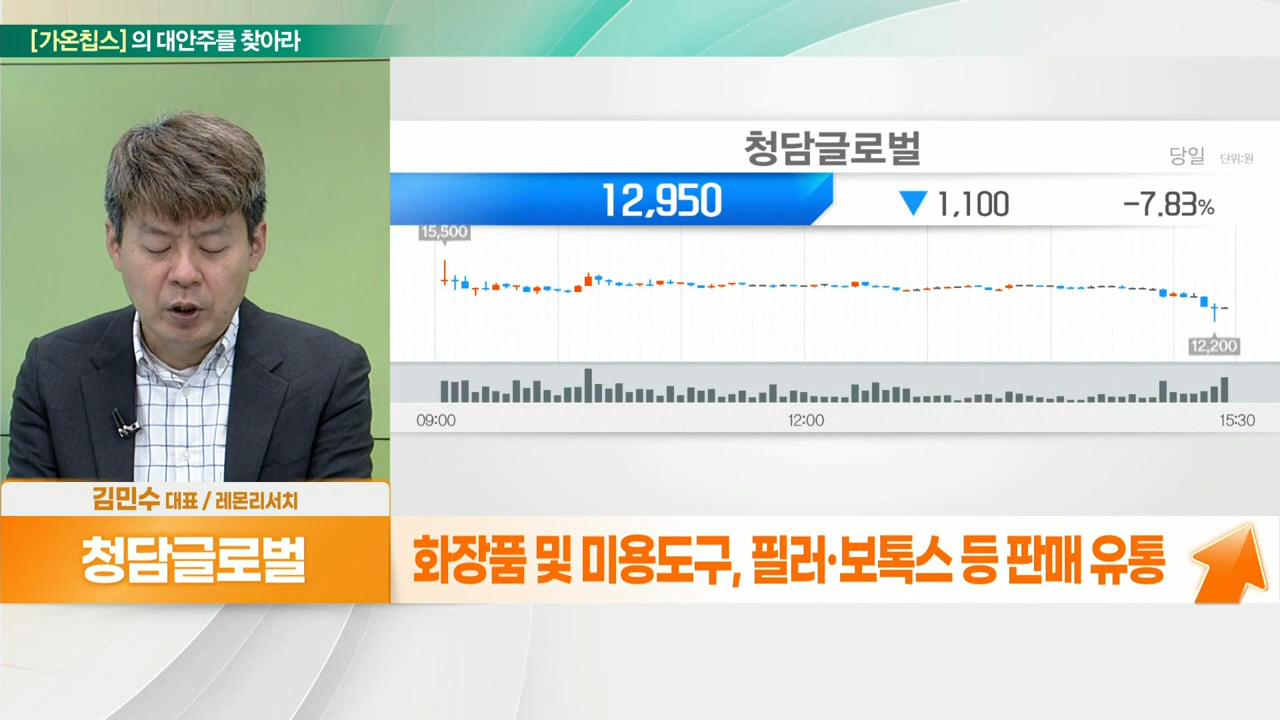 [가온칩스]의 대안주를 찾아라
청담글로벌
당일 단위:원
12,950 ▼ 1,100 -7.83%
15,500
12,200
09:00 12:00 15:30
김민수 대표 / 레몬리서치
청담글로벌
화장품 및 미용도구, 필러·보톡스 등 판매 유통